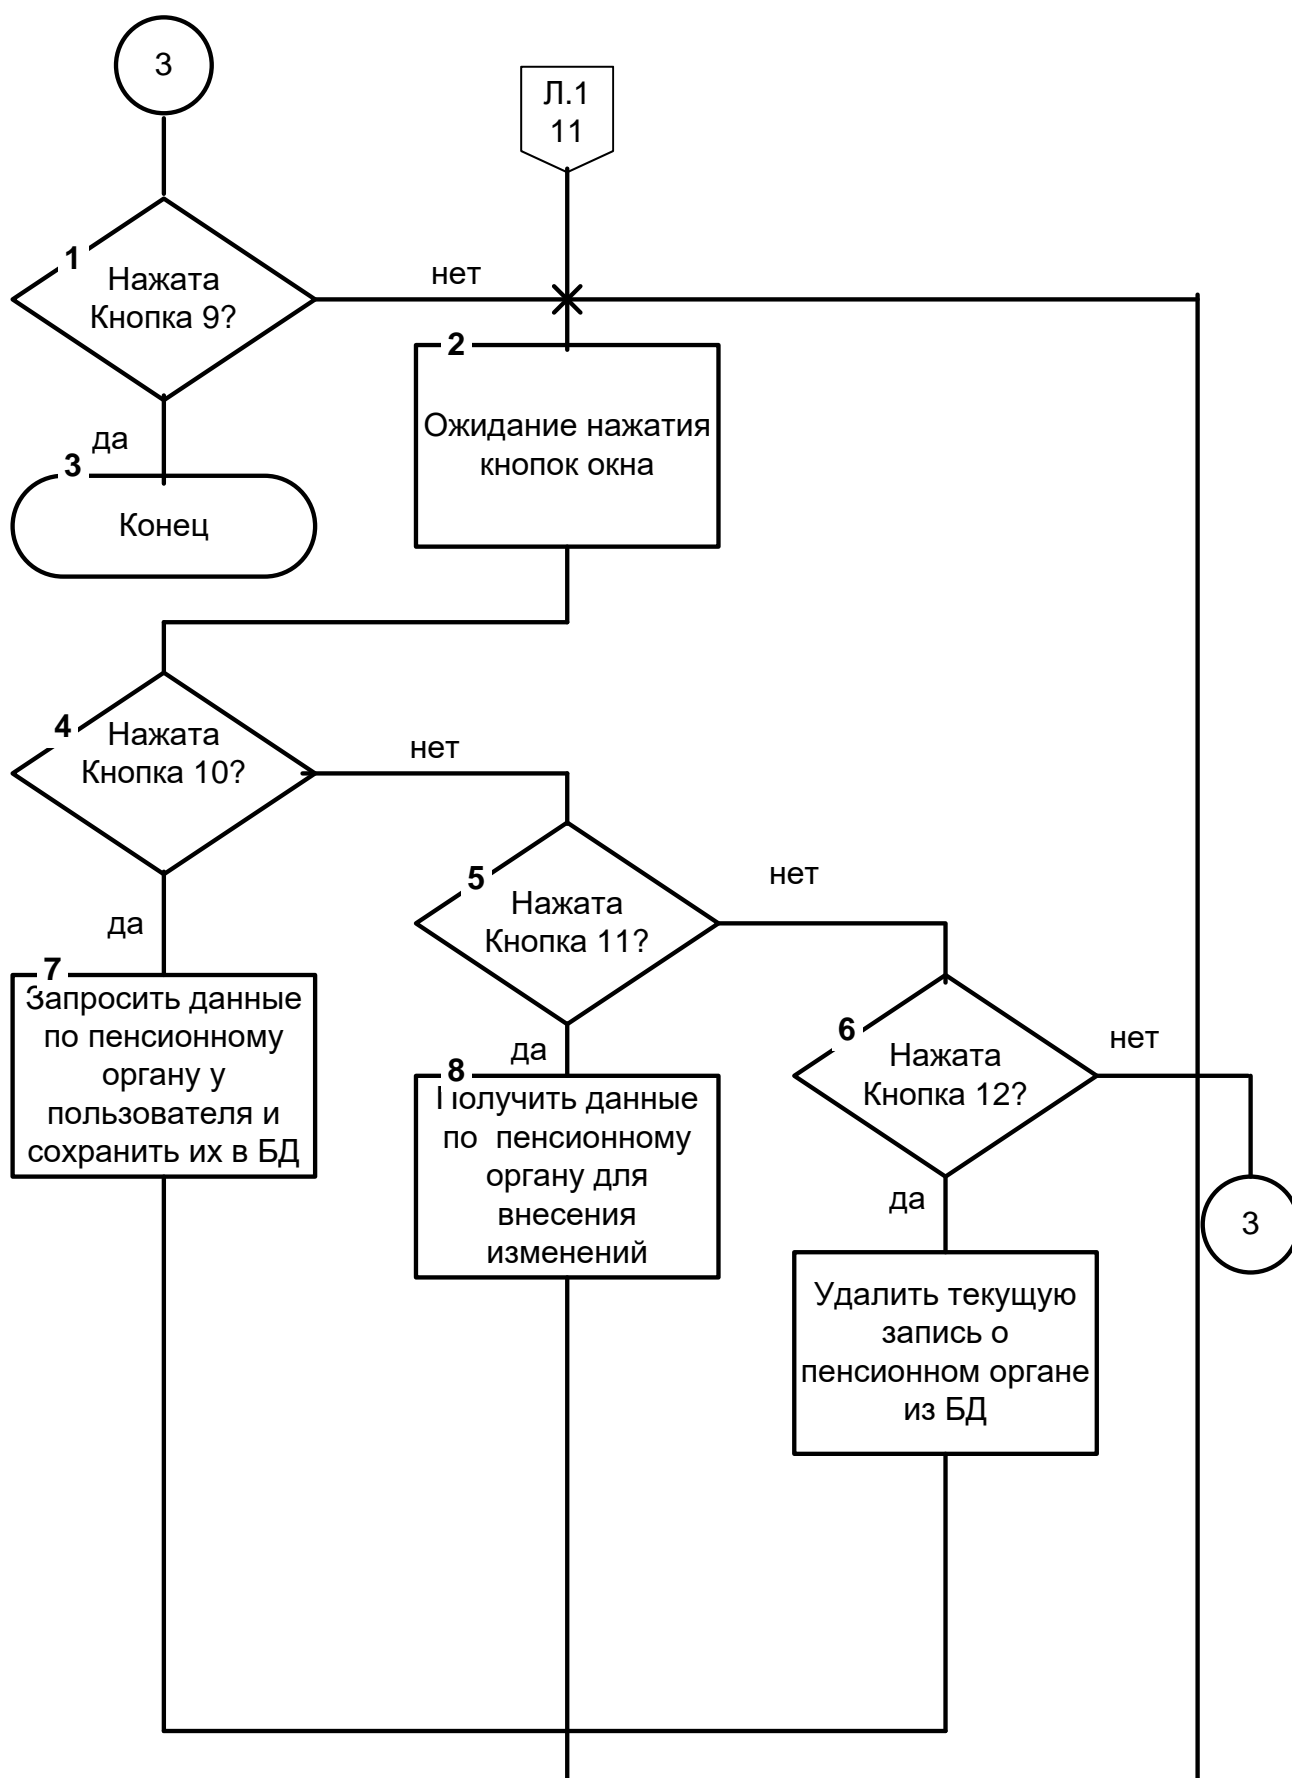 3
Л.1
11
1
Нажата
Кнопка 9?
нет
2
Ожидание нажатия
кнопок окна
да
3
Конец
4
Нажата
Кнопка 10?
нет
5
Нажата
Кнопка 11?
нет
да
7
Запросить данные
по пенсионному
органу у
пользователя и
сохранить их в БД
6
Нажата
Кнопка 12?
нет
да
8
Получить данные
по пенсионному
органу для
внесения
изменений
да
3
Удалить текущую
запись о
пенсионном органе
из БД